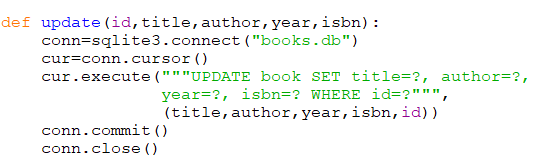 def update(id,title,author,year,isbn):
    conn=sqlite3.connect("books.db")
    cur=conn.cursor()
    cur.execute("""UPDATE book SET title=?, author=?,
                year=?, isbn=? WHERE id=?""",
                (title,author,year,isbn,id))
    conn.commit()
    conn.close()